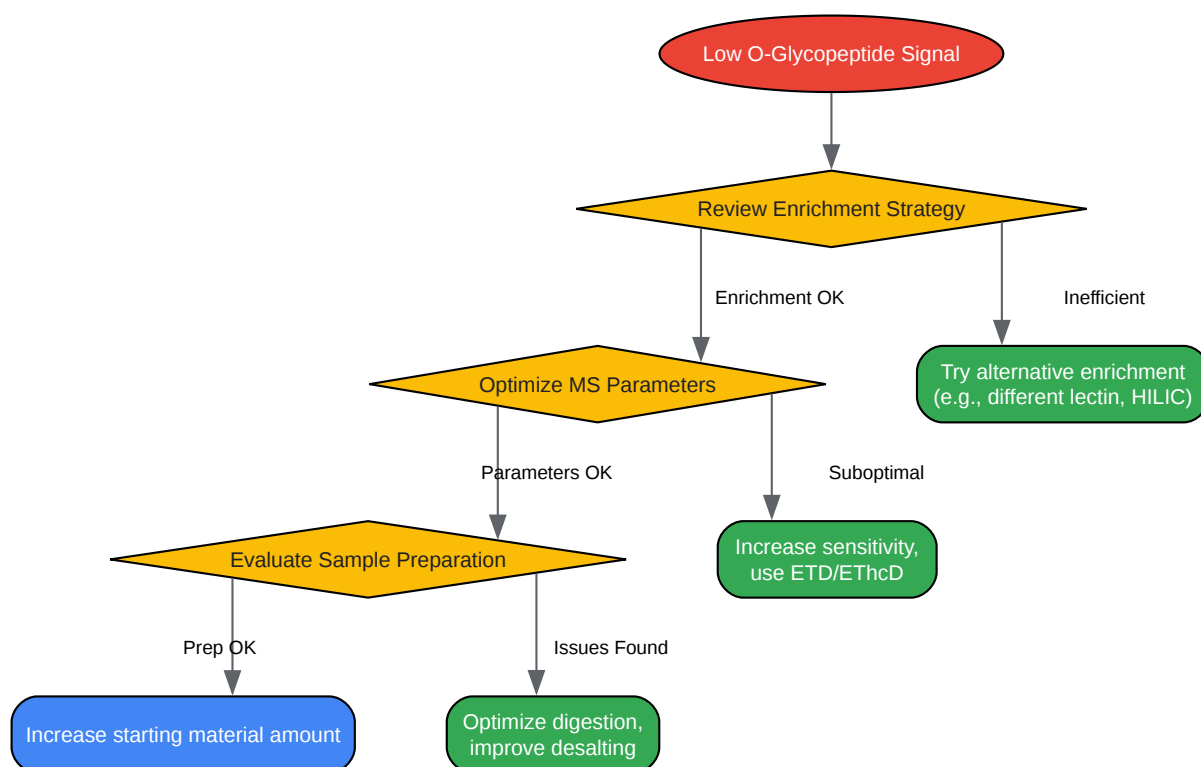 Low O-Glycopeptide Signal
Review Enrichment Strategy
Enrichment OK
Inefficient
Optimize MS Parameters
Try alternative enrichment
(e.g., different lectin, HILIC)
Parameters OK
Suboptimal
Evaluate Sample Preparation
Increase sensitivity,
use ETD/EThcD
Prep OK
Issues Found
Increase starting material amount
Optimize digestion,
improve desalting